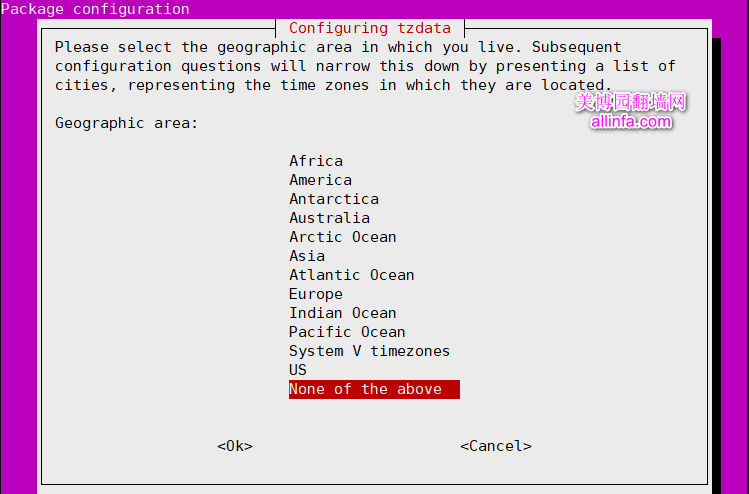 Package configuration
Configuring tzdata
Please select the geographic area in which you live. Subsequent
configuration questions will narrow this down by presenting a list of
cities, representing the time zones in which they are located.
美博园翻墙网
allinfa.com
Geographic area:
Africa
America
Antarctica
Australia
Arctic Ocean
Asia
Atlantic Ocean
Europe
Indian Ocean
Pacific Ocean
System V timezones
US
None of the above
<Ok> <Cancel>